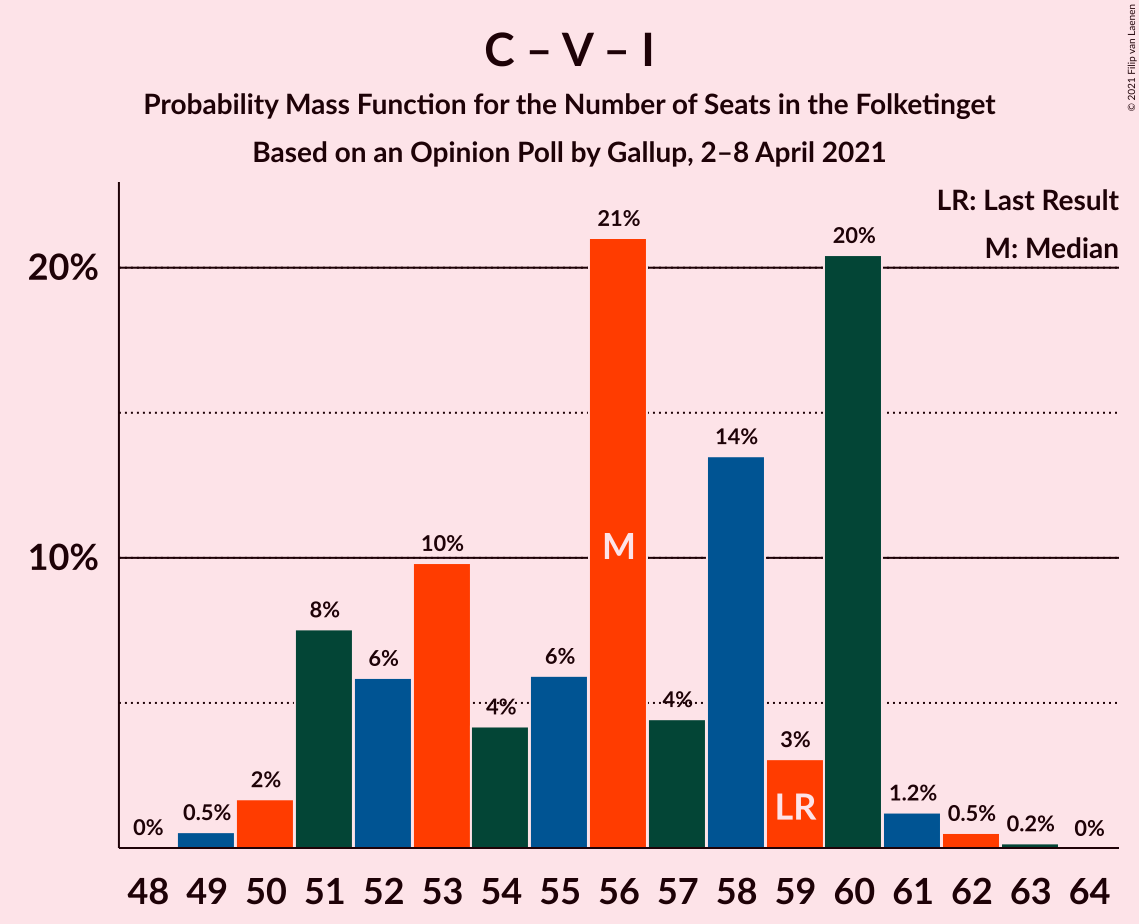 C – V – I
Probability Mass Function for the Number of Seats in the Folketinget
Based on an Opinion Poll by Gallup, 2–8 April 2021
© 2021 Filip van Laenen
LR: Last Result
M: Median
20%
10%
0%
0.5%
2%
8%
6%
10%
4%
6%
21%
4%
14%
3%
20%
1.2%
0.5%
0.2%
0%
M
LR
48 49 50 51 52 53 54 55 56 57 58 59 60 61 62 63 64